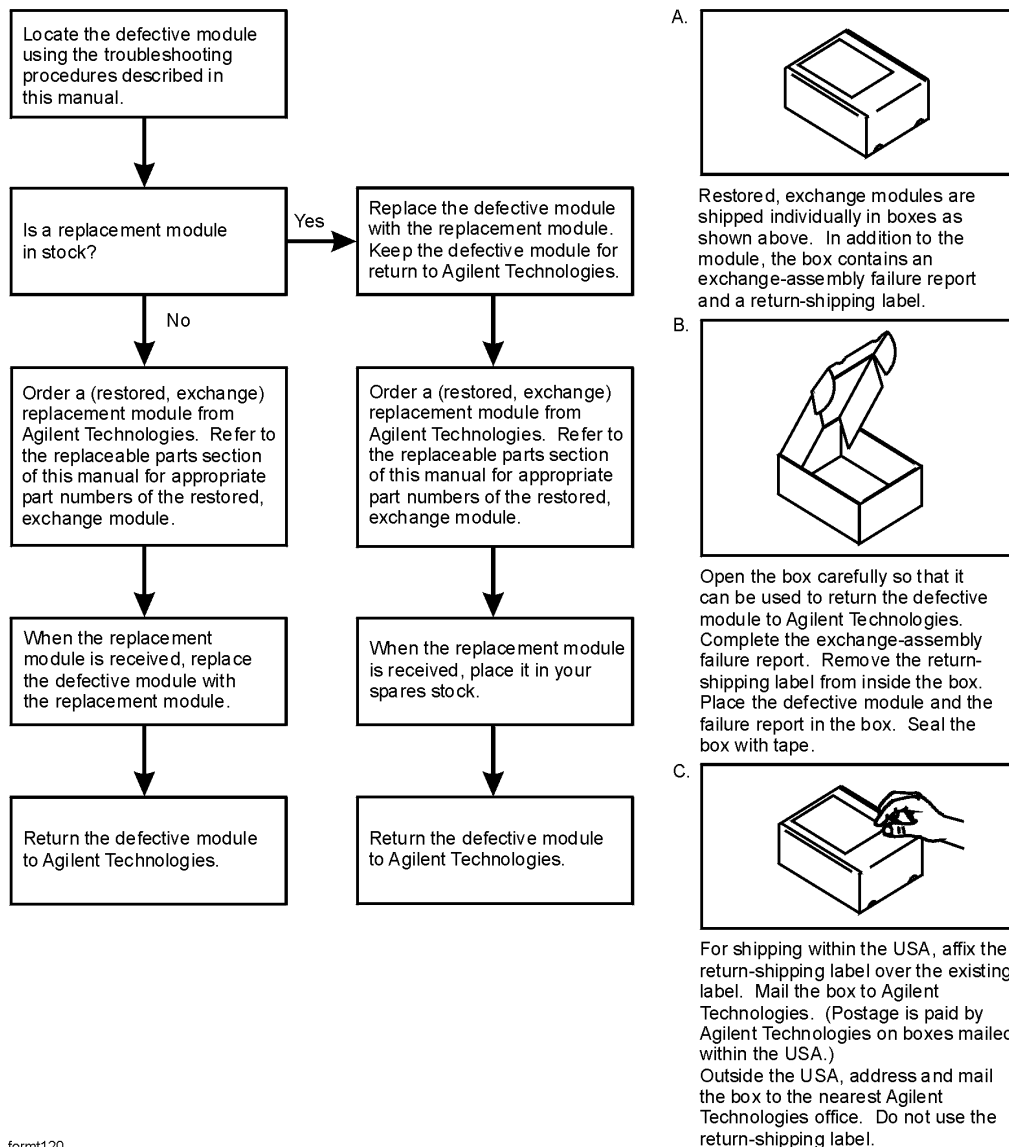 Locate the defective module
using the troubleshooting
procedures described in
this manual.
Is a replacement module
in stock?
Yes
Replace the defective module
with the replacement module.
Keep the defective module for
return to Agilent Technologies.
No
Order a (restored, exchange)
replacement module from
Agilent Technologies. Refer to
the replaceable parts section
of this manual for appropriate
part numbers of the restored,
exchange module.
Order a (restored, exchange)
replacement module from
Agilent Technologies. Refer to
the replaceable parts section
of this manual for appropriate
part numbers of the restored,
exchange module.
When the replacement
module is received, replace
the defective module with
the replacement module.
When the replacement module
is received, place it in your
spares stock.
Return the defective module
to Agilent Technologies.
Return the defective module
to Agilent Technologies.
A.
Restored, exchange modules are
shipped individually in boxes as
shown above. In addition to the
module, the box contains an
exchange-assembly failure report
and a return-shipping label.
B.
Open the box carefully so that it
can be used to return the defective
module to Agilent Technologies.
Complete the exchange-assembly
failure report. Remove the return-
shipping label from inside the box.
Place the defective module and the
failure report in the box. Seal the
box with tape.
C.
For shipping within the USA, affix the
return-shipping label over the existing
label. Mail the box to Agilent
Technologies. (Postage is paid by
Agilent Technologies on boxes mailed
within the USA.)
Outside the USA, address and mail
the box to the nearest Agilent
Technologies office. Do not use the
return-shipping label.